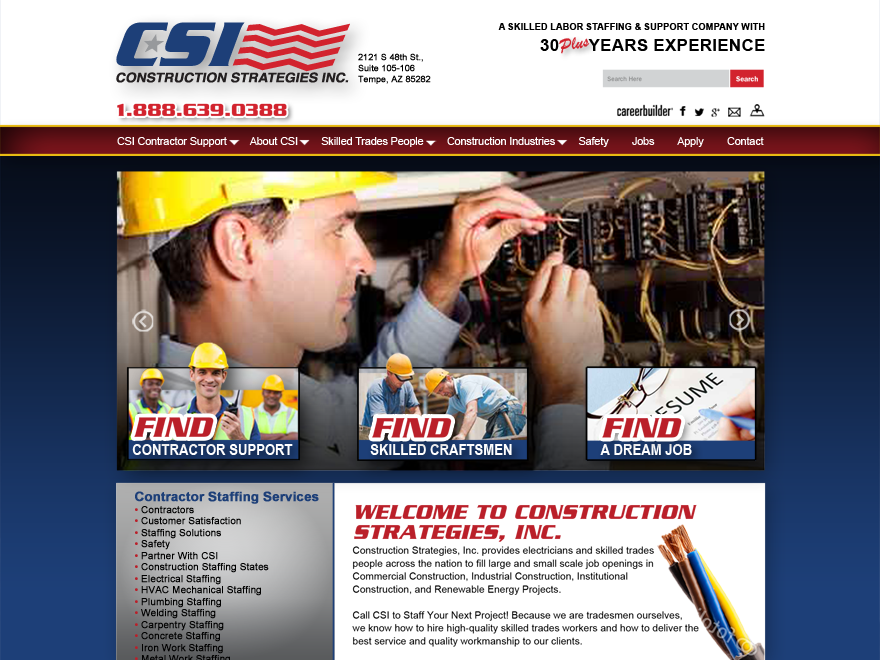 CSI
CONSTRUCTION STRATEGIES INC.
2121 S 48th St.,
Suite 105-106
Tempe, AZ 85282
1.888.639.0388
A SKILLED LABOR STAFFING & SUPPORT COMPANY WITH
30 Plus YEARS EXPERIENCE
Search Here
Search
careerbuilder
CSI Contractor Support About CSI Skilled Trades People Construction Industries Safety Jobs Apply Contact
RESUME
FIND
CONTRACTOR SUPPORT
FIND
SKILLED CRAFTSMEN
FIND
A DREAM JOB
Contractor Staffing Services
• Contractors
• Customer Satisfaction
• Staffing Solutions
• Safety
• Partner With CSI
• Construction Staffing States
• Electrical Staffing
• HVAC Mechanical Staffing
• Plumbing Staffing
• Welding Staffing
• Carpentry Staffing
• Concrete Staffing
• Iron Work Staffing
• Metal Work Staffing
WELCOME TO CONSTRUCTION
STRATEGIES, INC.
Construction Strategies, Inc. provides electricians and skilled trades
people across the nation to fill large and small scale job openings in
Commercial Construction, Industrial Construction, Institutional
Construction, and Renewable Energy Projects.
Call CSI to Staff Your Next Project! Because we are tradesmen ourselves,
we know how to hire high-quality skilled trades workers and how to deliver the
best service and quality workmanship to our clients.